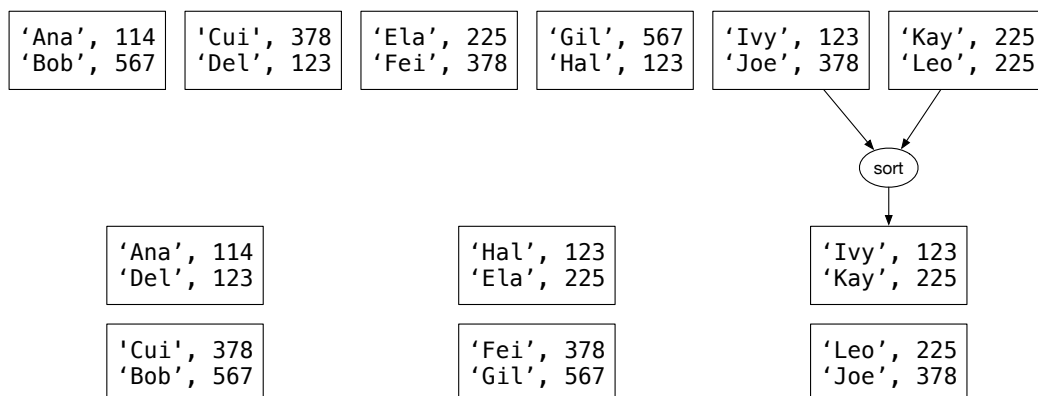 ‘Ana’, 114
‘Bob’, 567
'Cui', 378
‘Del’, 123
‘Ela’, 225
‘Fei’, 378
‘Gil’, 567
‘Hal’, 123
‘Ivy’, 123
‘Joe’, 378
‘Kay’, 225
‘Leo’, 225
sort
‘Ana’, 114
‘Del’, 123
‘Hal’, 123
‘Ela’, 225
‘Ivy’, 123
‘Kay’, 225
'Cui', 378
‘Bob’, 567
‘Fei’, 378
‘Gil’, 567
‘Leo’, 225
‘Joe’, 378